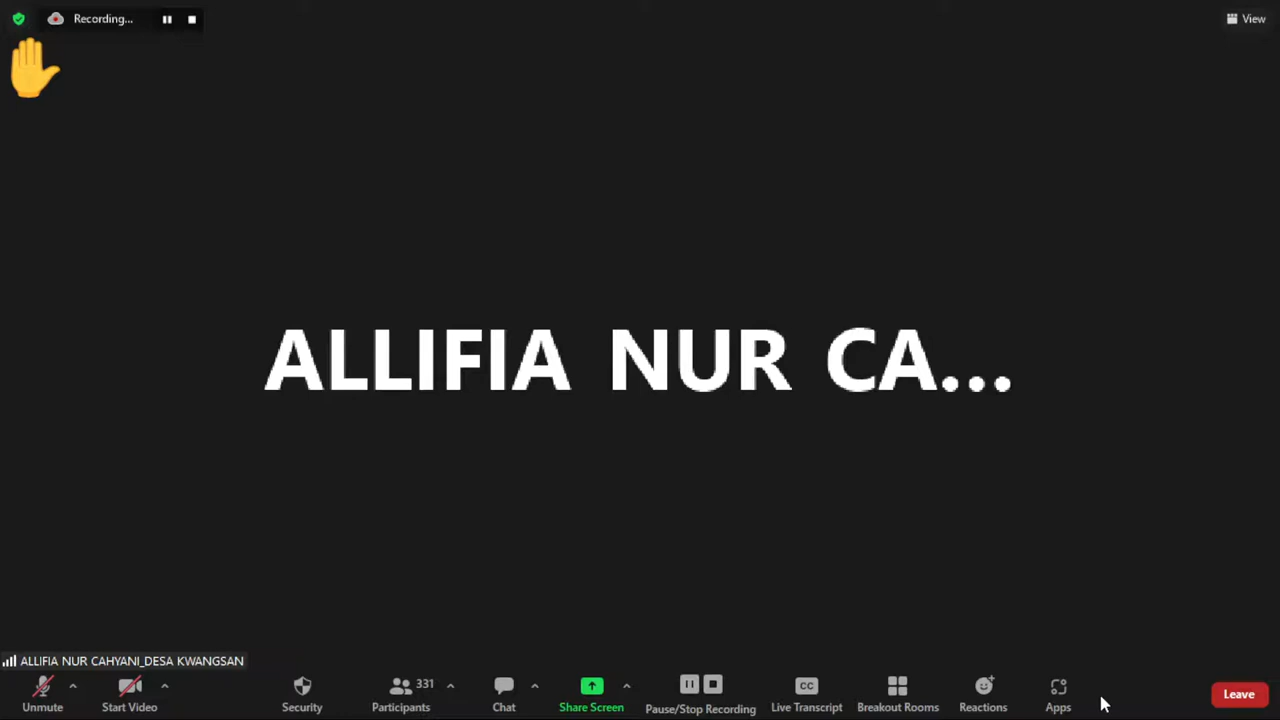 Recording...
View
ALLIFIA NUR CA...
ALLIFIA NUR CAHYANI_DESA KWANGSAN
331
CC
Unmute
Start Video
Security
Participants
Chat
Share Screen
Pause/Stop Recording
Live Transcript
Breakout Rooms
Reactions
Apps
Leave